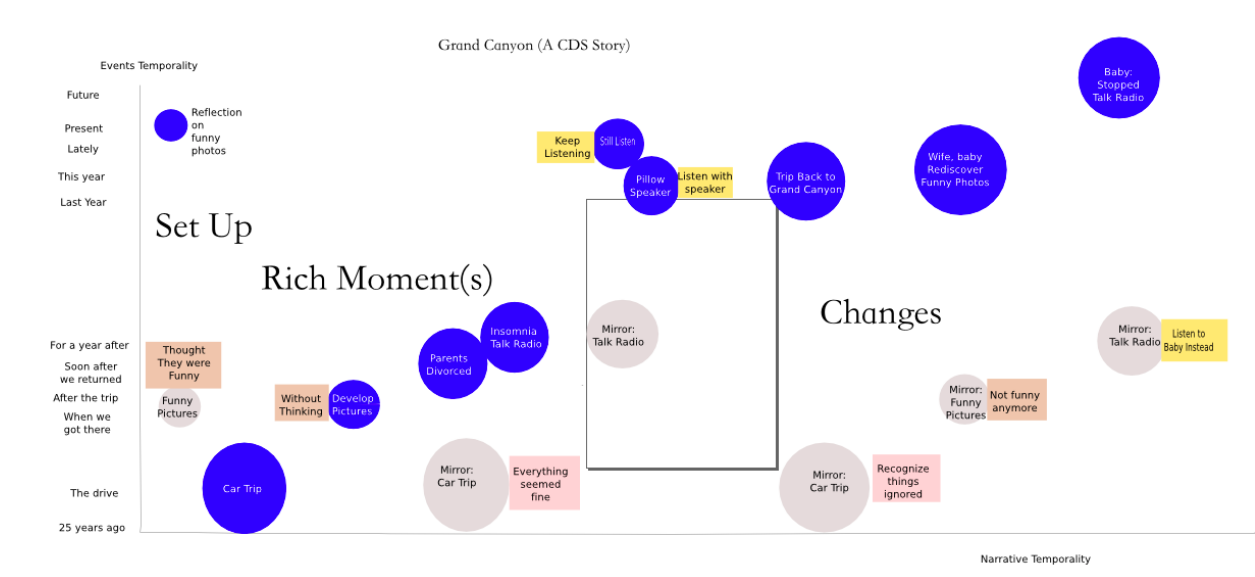 Grand Canyon (A CDS Story)
Events Temporality
Future
Present
Lately
This year
Last Year
For a year after
Soon after
we returned
After the trip
When we
got there
The drive
25 years ago
Reflection
on
funny
photos
Set Up
Rich Moment(s)
Changes
Thought
They were
Funny
Funny
Pictures
Car Trip
Without
Thinking
Develop
Pictures
Parents
Divorced
Insomnia
Talk Radio
Mirror:
Car Trip
Everything
seemed
fine
Keep
Listening
Still Listen
Pillow
Speaker
Listen with
speaker
Mirror:
Talk Radio
Trip Back to
Grand Canyon
Mirror:
Car Trip
Recognize
things
ignored
Wife, baby
Rediscover
Funny Photos
Mirror:
Funny
Pictures
Not funny
anymore
Baby:
Stopped
Talk Radio
Mirror:
Talk Radio
Listen to
Baby Instead
Narrative Temporality